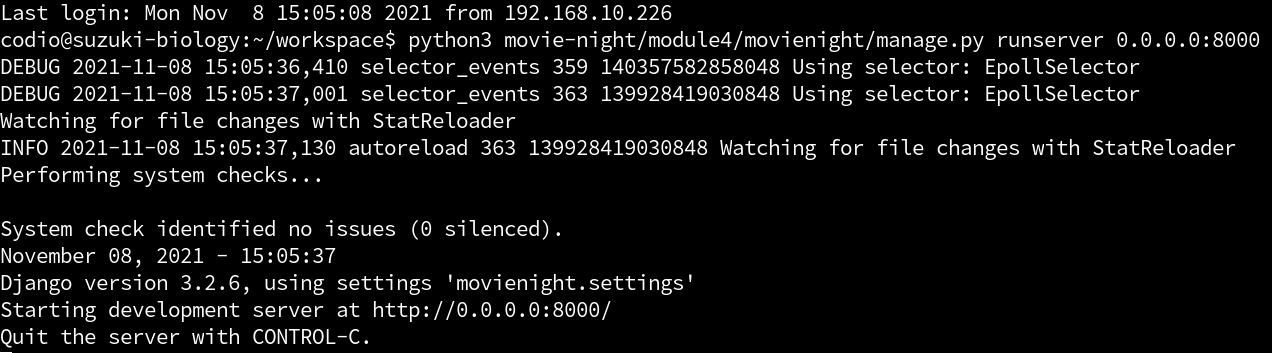 Last login: Mon Nov  8 15:05:08 2021 from 192.168.10.226
codio@suzuki-biology:~/workspace$ python3 movie-night/module4/movienight/manage.py runserver 0.0.0.0:8000
DEBUG 2021-11-08 15:05:36,410 selector_events 359 140357582858048 Using selector: EpollSelector
DEBUG 2021-11-08 15:05:37,001 selector_events 363 139928419030848 Using selector: EpollSelector
Watching for file changes with StatReloader
INFO 2021-11-08 15:05:37,130 autoreload 363 139928419030848 Watching for file changes with StatReloader
Performing system checks...

System check identified no issues (0 silenced).
November 08, 2021 - 15:05:37
Django version 3.2.6, using settings 'movienight.settings'
Starting development server at http://0.0.0.0:8000/
Quit the server with CONTROL-C.